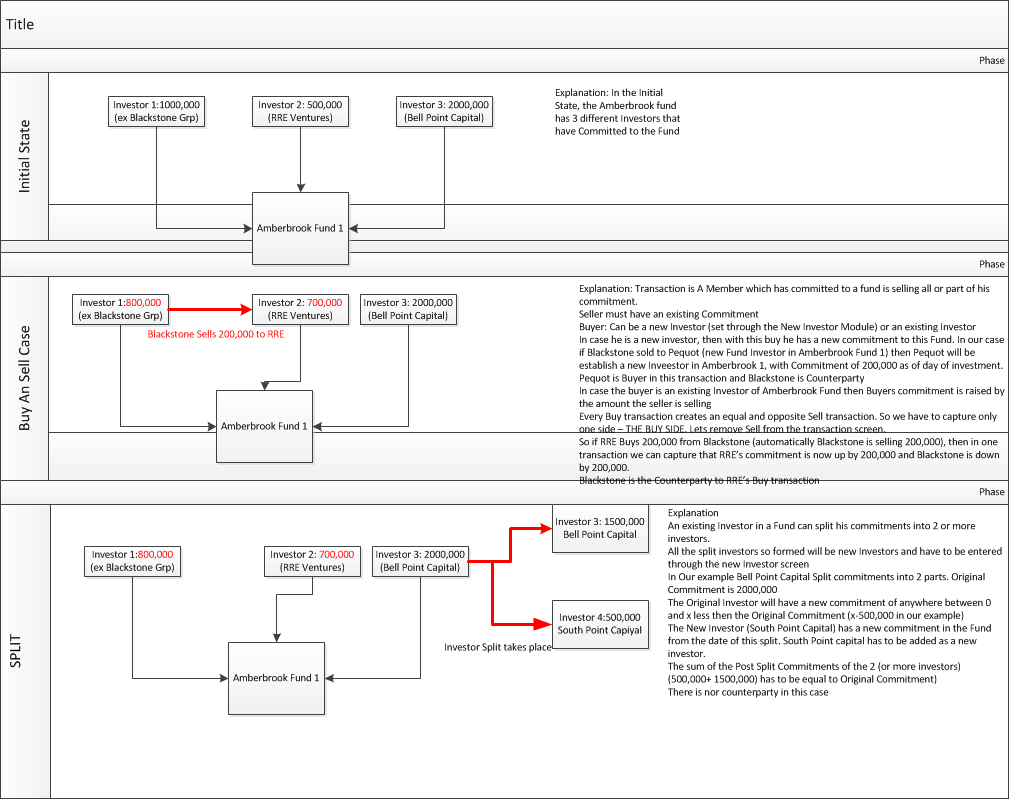 Title
Phase
Initial State
Investor 1:1000,000
(ex Blackstone Grp)
Investor 2: 500,000
(RRE Ventures)
Investor 3: 2000,000
(Bell Point Capital)
Amberbrook Fund 1
Explanation: In the Initial
State, the Amberbrook fund
has 3 different Investors that
have Committed to the Fund
Phase
Buy An Sell Case
Investor 1:800,000
(ex Blackstone Grp)
Investor 2: 700,000
(RRE Ventures)
Investor 3: 2000,000
(Bell Point Capital)
Blackstone Sells 200,000 to RRE
Amberbrook Fund 1
Explanation: Transaction is A Member which has committed to a fund is selling all or part of his
commitment.
Seller must have an existing Commitment
Buyer: Can be a new Investor (set through the New Investor Module) or an existing Investor
In case he is a new investor, then with this buy he has a new commitment to this Fund. In our case
if Blackstone sold to Pequot (new Fund Investor in Amberbrook Fund 1) then Pequot will be
establish a new Inveestor in Amberbrook 1, with Commitment of 200,000 as of day of investment.
Pequot is Buyer in this transaction and Blackstone is Counterparty
In case the buyer is an existing Investor of Amberbrook Fund then Buyers commitment is raised by
the amount the seller is selling
Every Buy transaction creates an equal and opposite Sell transaction. So we have to capture only
one side – THE BUY SIDE. Lets remove Sell from the transaction screen.
So if RRE Buys 200,000 from Blackstone (automatically Blackstone is selling 200,000), then in one
transaction we can capture that RRE's commitment is now up by 200,000 and Blackstone is down
by 200,000.
Blackstone is the Counterparty to RRE's Buy transaction
Phase
SPLIT
Investor 1:800,000
(ex Blackstone Grp)
Investor 2: 700,000
(RRE Ventures)
Investor 3: 2000,000
(Bell Point Capital)
Investor 3: 1500,000
Bell Point Capital
Investor 4:500,000
South Point Capiyal
Investor Split takes place
Amberbrook Fund 1
Explanation
An existing Investor in a Fund can split his commitments into 2 or more
investors.
All the split investors so formed will be new Investors and have to be entered
through the new Investor screen
In Our example Bell Point Capital Split commitments into 2 parts. Original
Commitment is 2000,000
The Original Investor will have a new commitment of anywhere between 0
and x less then the Original Commitment (x-500,000 in our example)
The New Investor (South Point Capital) has a new commitment in the Fund
from the date of this split. South Point capital has to be added as a new
investor.
The sum of the Post Split Commitments of the 2 (or more investors)
(500,000+ 1500,000) has to be equal to Original Commitment)
There is nor counterparty in this case